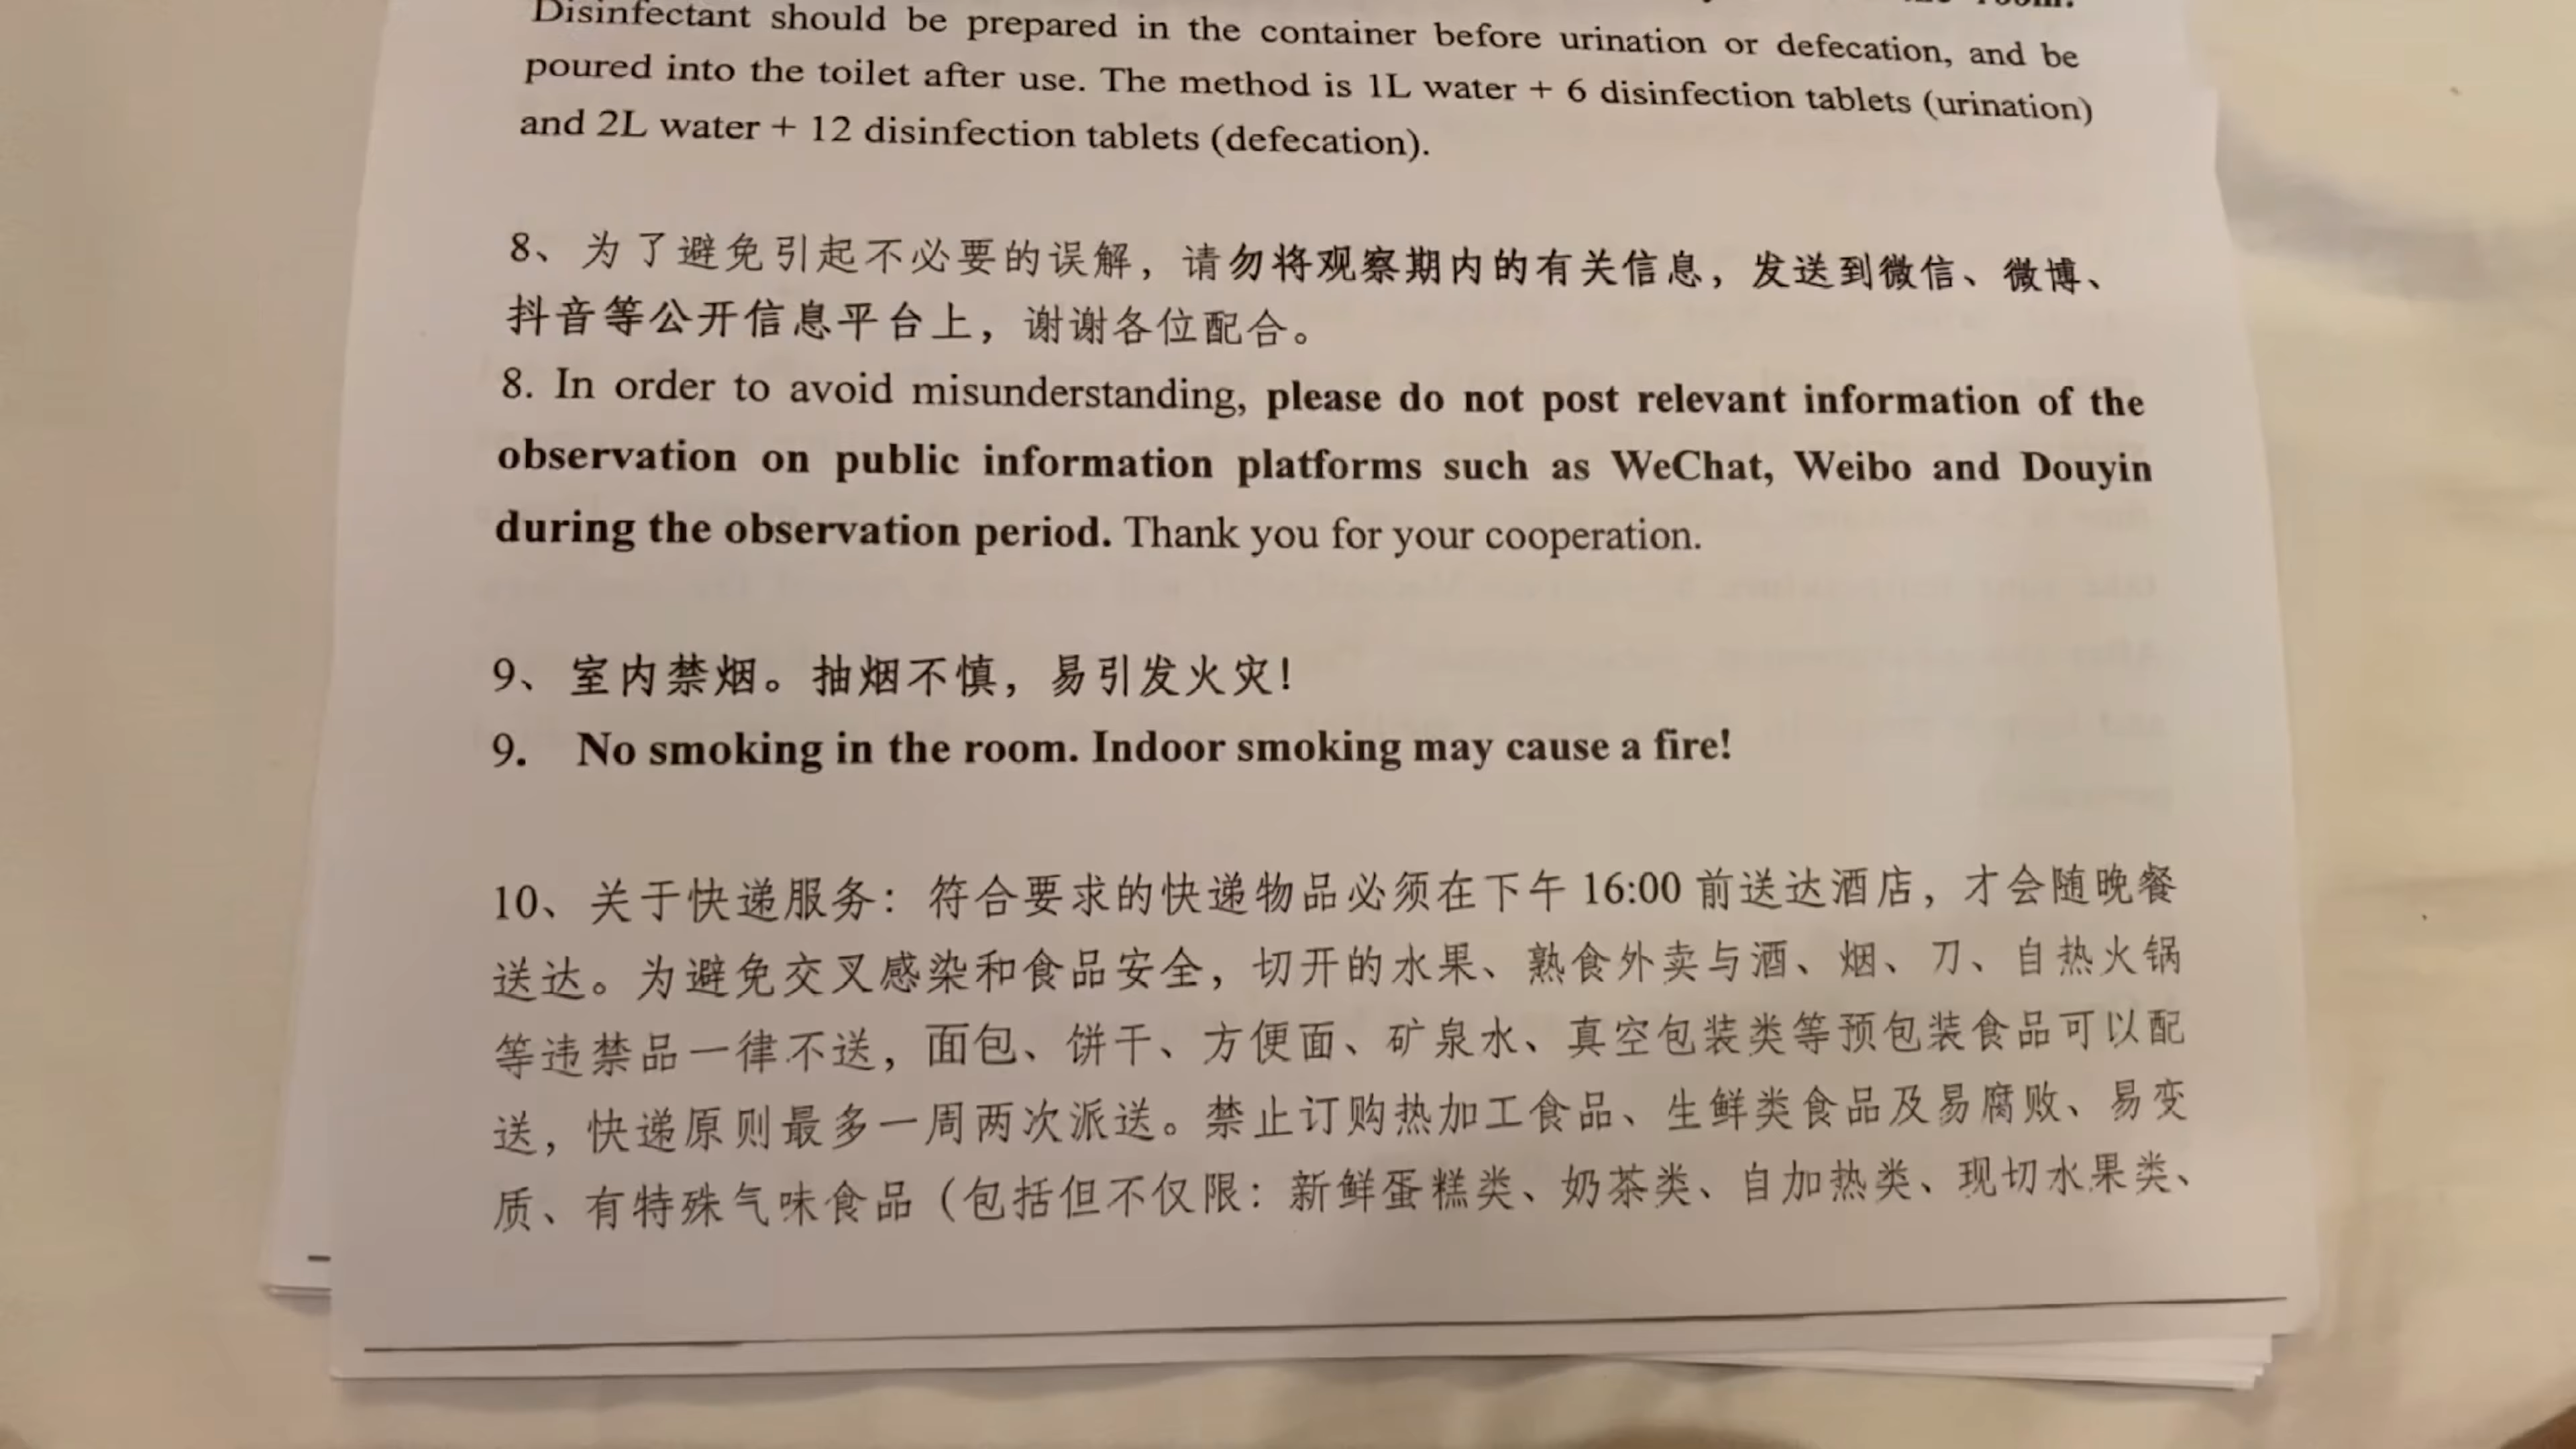 room.
Disinfectant should be prepared in the container before urination or defecation, and be
poured into the toilet after use. The method is 1L water + 6 disinfection tablets (urination)
and 2L water + 12 disinfection tablets (defecation).
8、为了避免引起不必要的误解，请勿将观察期内的有关信息，发送到微信、微博、
抖音等公开信息平台上，谢谢各位配合。
8. In order to avoid misunderstanding, please do not post relevant information of the
observation on public information platforms such as WeChat, Weibo and Douyin
during the observation period. Thank you for your cooperation.
9、室内禁烟。抽烟不慎，易引发火灾!
9. No smoking in the room. Indoor smoking may cause a fire!
10、关于快递服务：符合要求的快递物品必须在下午 16:00 前送达酒店，才会随晚餐
送达。为避免交叉感染和食品安全，切开的水果、熟食外卖与酒、烟、刀、自热火锅
等违禁品一律不送，面包、饼干、方便面、矿泉水、真空包装类等预包装食品可以配
送，快递原则最多一周两次派送。禁止订购热加工食品、生鲜类食品及易腐败、易变
质、有特殊气味食品（包括但不仅限：新鲜蛋糕类、奶茶类、自加热类、现切水果类、